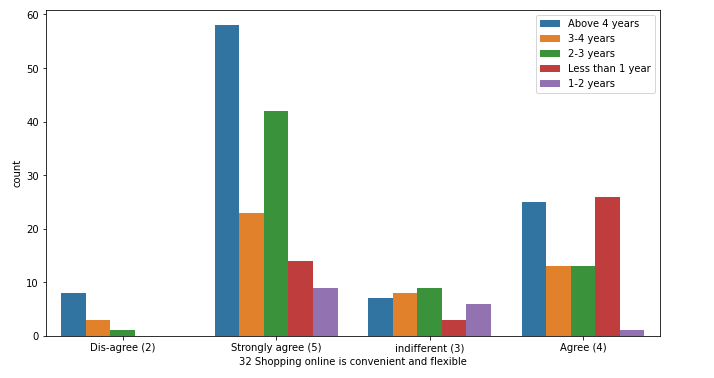 60
50
40
30
20
10
0
count
Above 4 years
3-4 years
2-3 years
Less than 1 year
1-2 years
Dis-agree (2)
Strongly agree (5)
indifferent (3)
Agree (4)
32 Shopping online is convenient and flexible